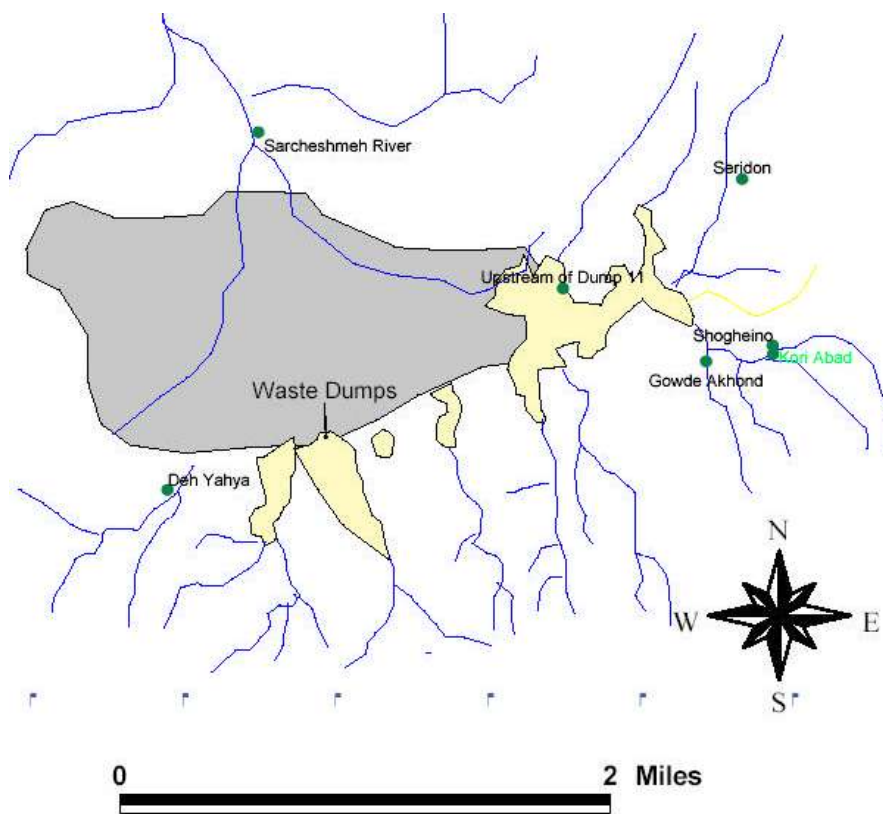 Sarcheshmeh River
Seridon
Upstream of Dump 11
Shogheino
Kori Abad
Gowde Akhond
Waste Dumps
Deh Yahya
N
W E
S
0 2 Miles